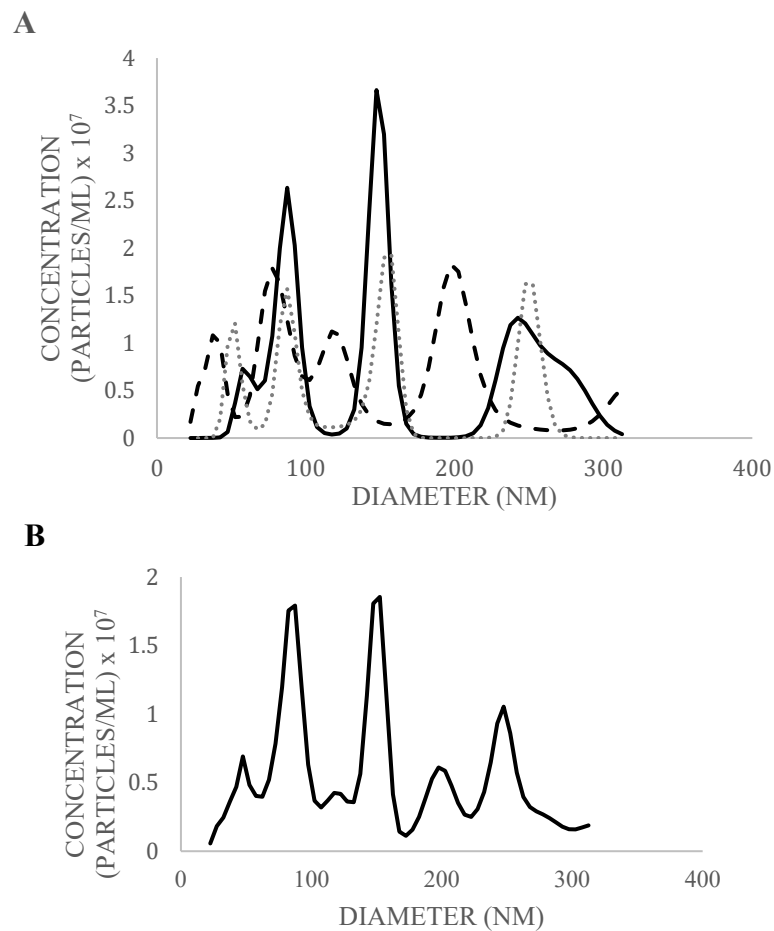 A
CONCENTRATION
(PARTICLES/ML) x 10⁷
4
3.5
3
2.5
2
1.5
1
0.5
0
0 100 200 300 400
DIAMETER (NM)
B
CONCENTRATION
(PARTICLES/ML) x 10⁷
2
1.5
1
0.5
0
0 100 200 300 400
DIAMETER (NM)